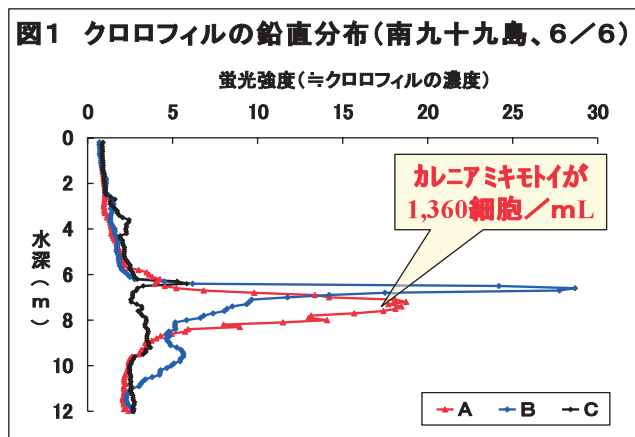 図1 クロロフィルの鉛直分布(南九十九島、6/6)
蛍光強度(≒クロロフィルの濃度)
0 5 10 15 20 25 30
0
2
4
6
8
10
12
水深(m)
カレニアミキモトイが
1,360細胞/mL
A B C